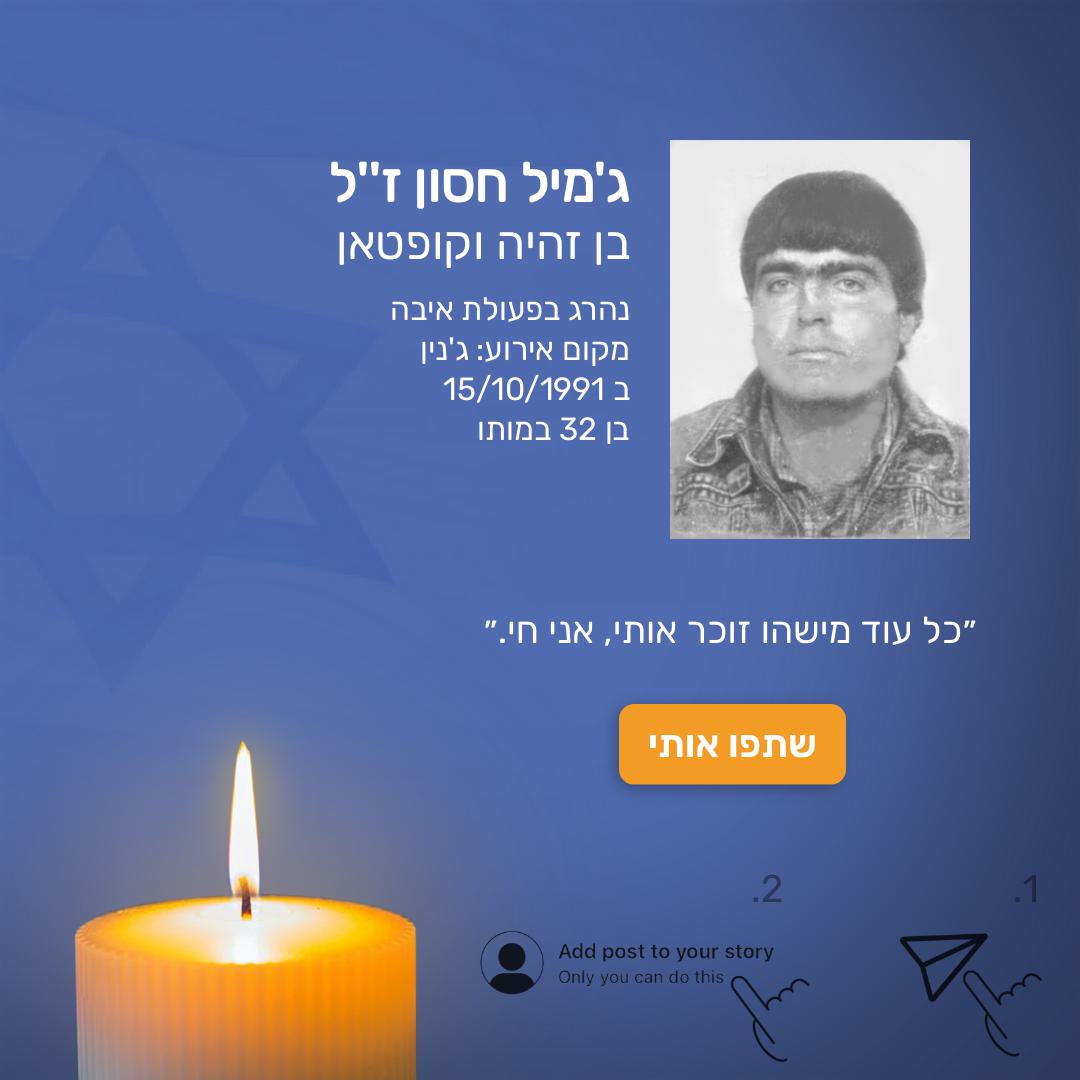 ג'מיל חסון ז''ל
בן זהיה וקופטאן
נהרג בפעולת איבה
מקום אירוע: ג'נין
ב 15/10/1991
בן 32 במותו
״כל עוד מישהו זוכר אותי, אני חי.״
שתפו אותי
1.
2.
Add post to your story
Only you can do this